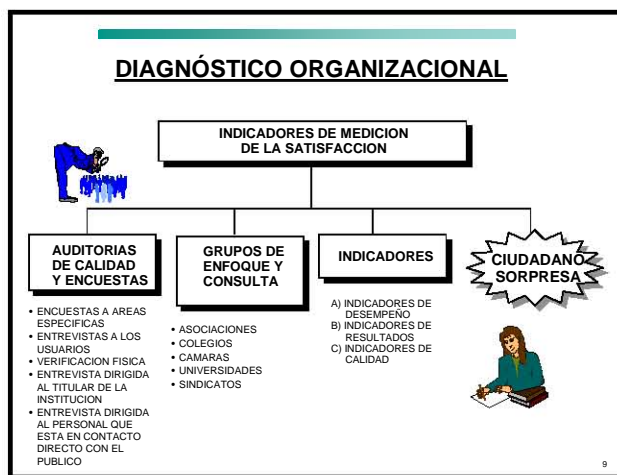 DIAGNÓSTICO ORGANIZACIONAL
INDICADORES DE MEDICION
DE LA SATISFACCION
AUDITORIAS
DE CALIDAD
Y ENCUESTAS
• ENCUESTAS A AREAS
ESPECIFICAS
• ENTREVISTAS A LOS
USUARIOS
• VERIFICACION FISICA
• ENTREVISTA DIRIGIDA
AL TITULAR DE LA
INSTITUCION
• ENTREVISTA DIRIGIDA
AL PERSONAL QUE
ESTA EN CONTACTO
DIRECTO CON EL
PUBLICO
GRUPOS DE
ENFOQUE Y
CONSULTA
• ASOCIACIONES
• COLEGIOS
• CAMARAS
• UNIVERSIDADES
• SINDICATOS
INDICADORES
A) INDICADORES DE
DESEMPEÑO
B) INDICADORES DE
RESULTADOS
C) INDICADORES DE
CALIDAD
CIUDADANO
SORPRESA
9